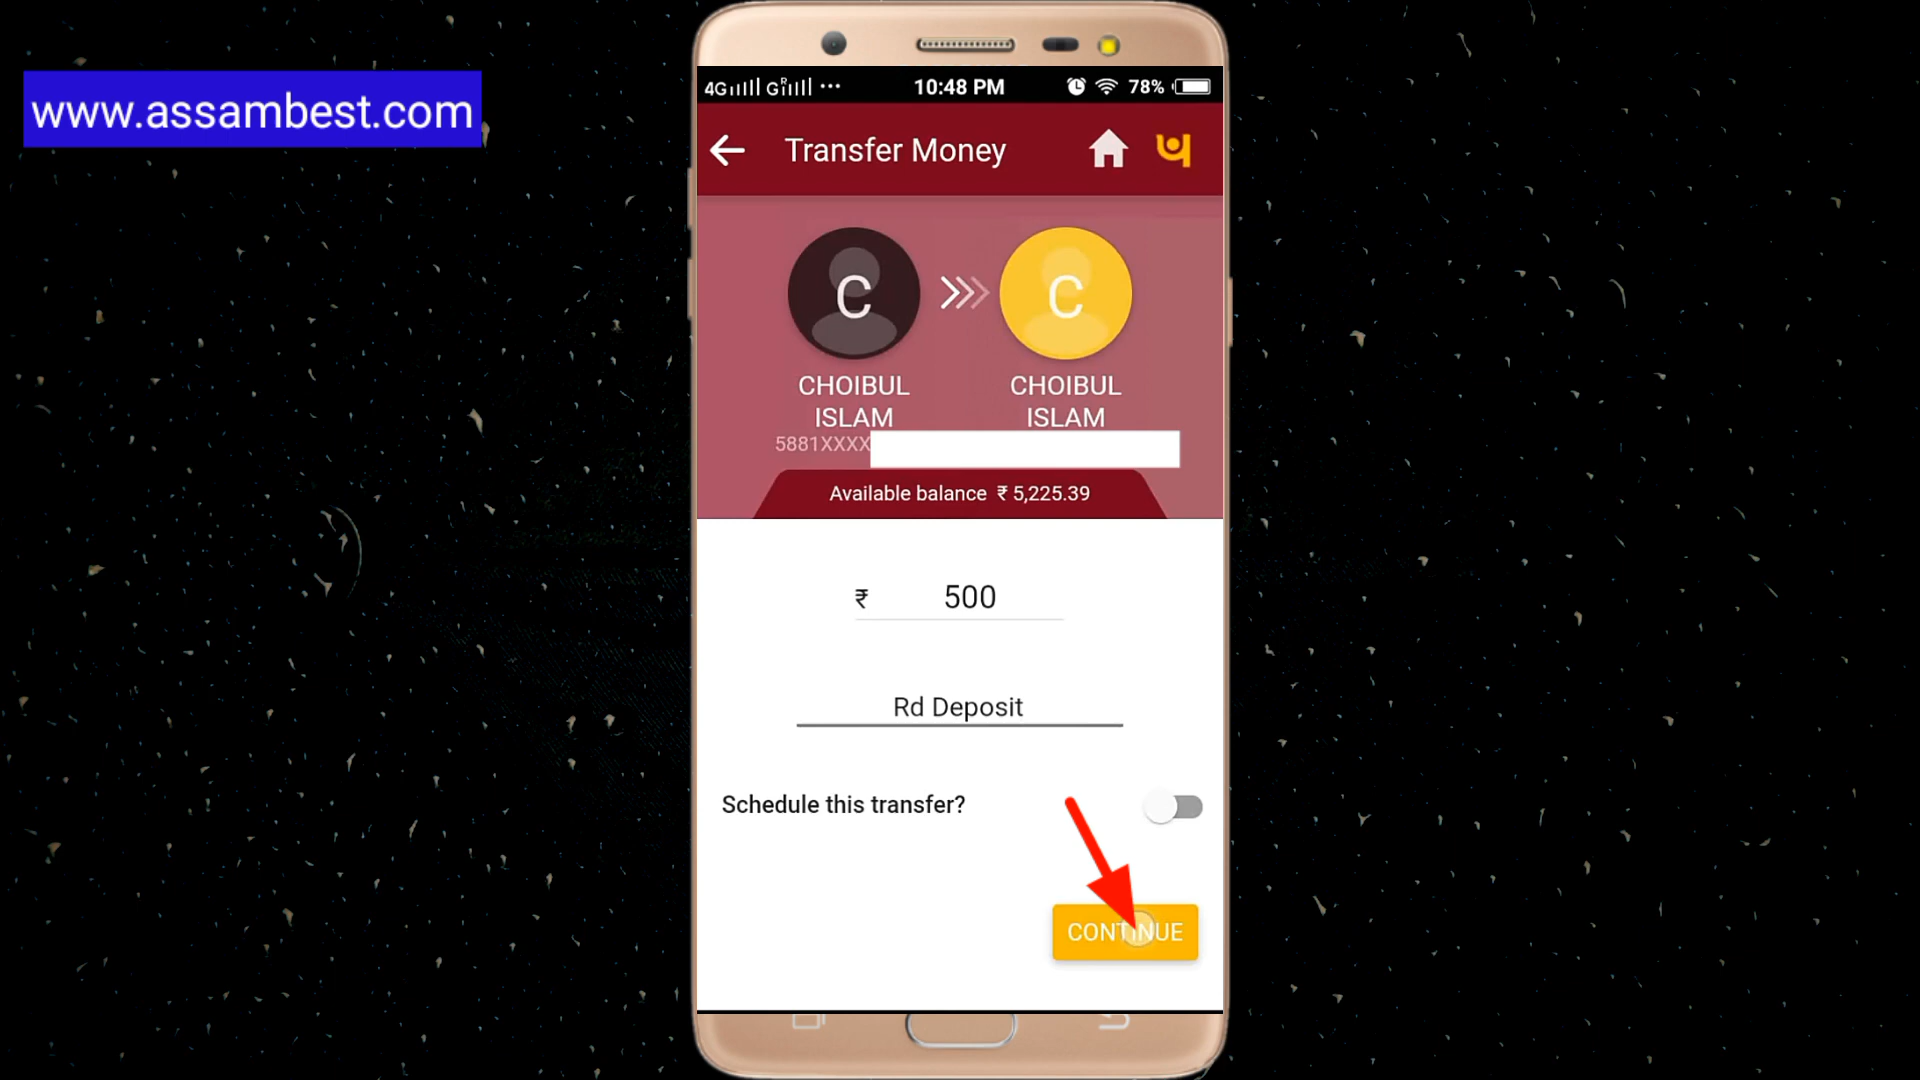 www.assambest.com
4G G R ... 10:48 PM 78%
Transfer Money
C C
CHOIBUL ISLAM CHOIBUL ISLAM
5881XXXX
Available balance ₹ 5,225.39
₹ 500
Rd Deposit
Schedule this transfer?
CONTINUE